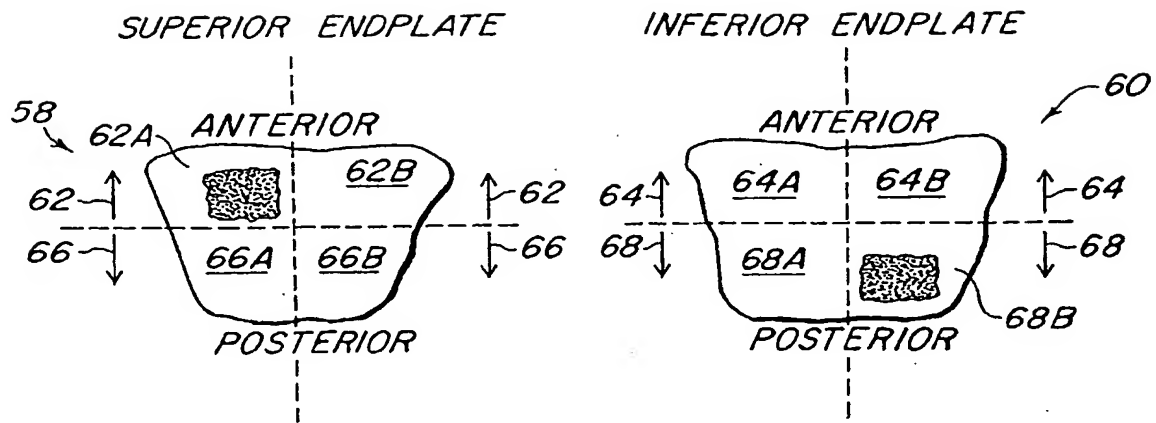 SUPERIOR ENDPLATE
58
62A
ANTERIOR
62B
62
62
66
66
66A
66B
POSTERIOR
INFERIOR ENDPLATE
60
ANTERIOR
64A
64B
64
64
68
68
68A
68B
POSTERIOR